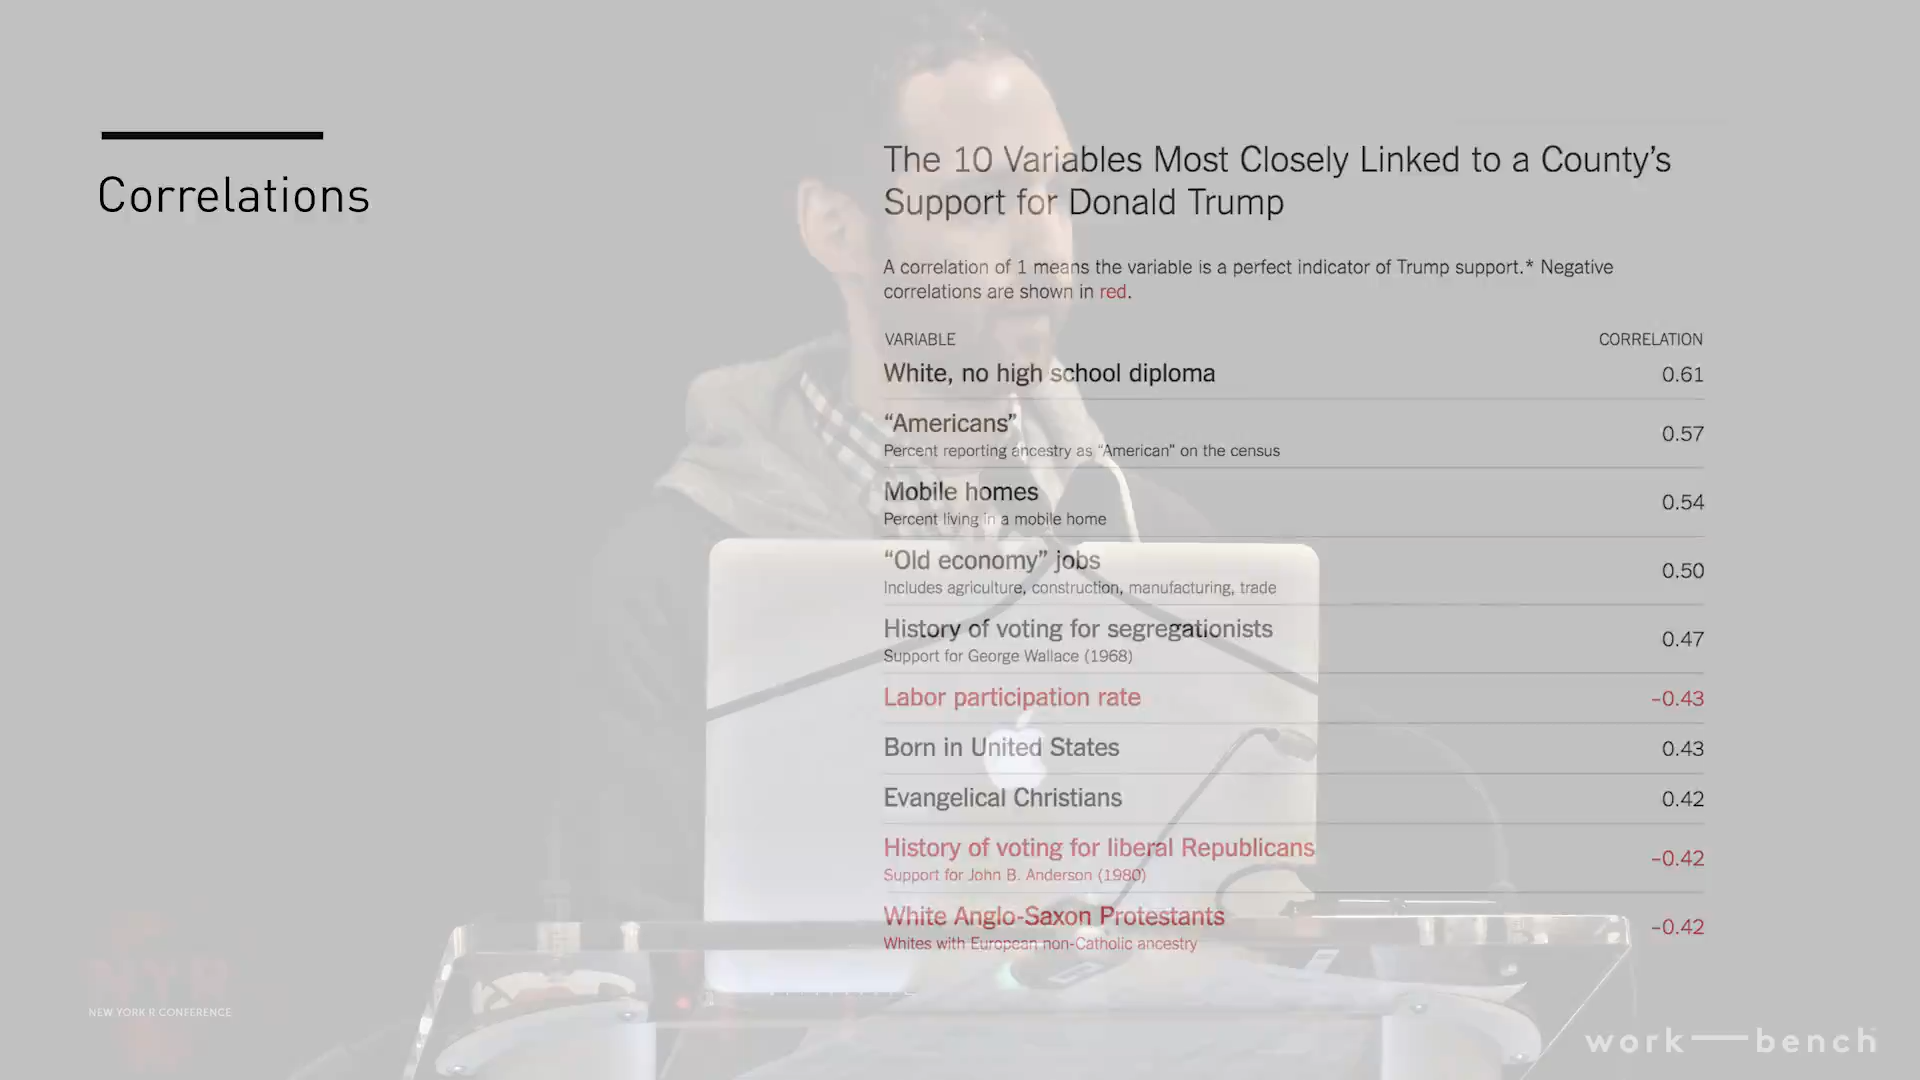 Correlations
The 10 Variables Most Closely Linked to a County’s
Support for Donald Trump
A correlation of 1 means the variable is a perfect indicator of Trump support.* Negative
correlations are shown in red.
VARIABLE CORRELATION
White, no high school diploma 0.61
“Americans” 0.57
Percent reporting ancestry as “American” on the census
Mobile homes 0.54
Percent living in a mobile home
“Old economy” jobs 0.50
Includes agriculture, construction, manufacturing, trade
History of voting for segregationists 0.47
Support for George Wallace (1968)
Labor participation rate −0.43
Born in United States 0.43
Evangelical Christians 0.42
History of voting for liberal Republicans −0.42
Support for John B. Anderson (1980)
White Anglo-Saxon Protestants −0.42
Whites with European non-Catholic ancestry
NYR
NEW YORK R CONFERENCE
work—bench